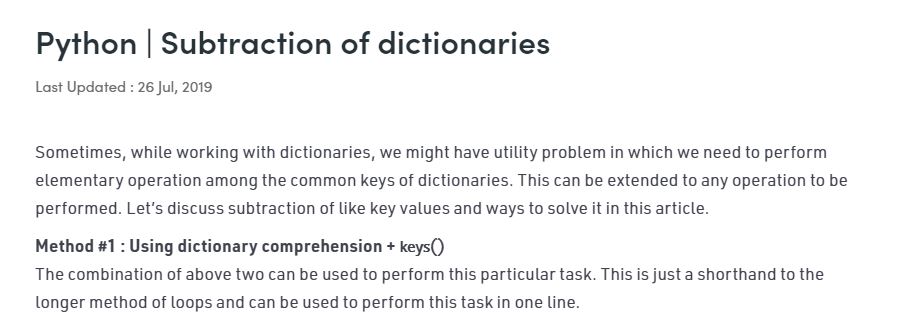 Python | Subtraction of dictionaries
Last Updated : 26 Jul, 2019
Sometimes, while working with dictionaries, we might have utility problem in which we need to perform
elementary operation among the common keys of dictionaries. This can be extended to any operation to be
performed. Let’s discuss subtraction of like key values and ways to solve it in this article.
Method #1 : Using dictionary comprehension + keys()
The combination of above two can be used to perform this particular task. This is just a shorthand to the
longer method of loops and can be used to perform this task in one line.